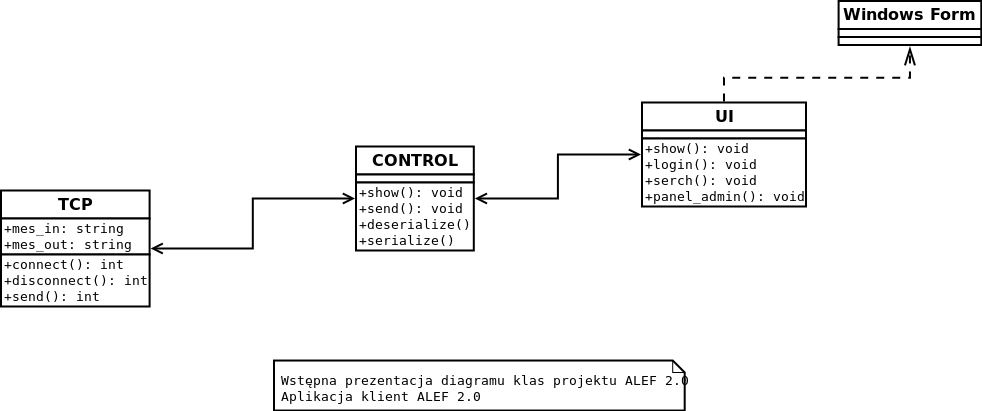 Windows Form
UI
+show(): void
+login(): void
+serch(): void
+panel_admin(): void
CONTROL
+show(): void
+send(): void
+deserialize()
+serialize()
TCP
+mes_in: string
+mes_out: string
+connect(): int
+disconnect(): int
+send(): int
Wstępna prezentacja diagramu klas projektu ALEF 2.0
Aplikacja klient ALEF 2.0